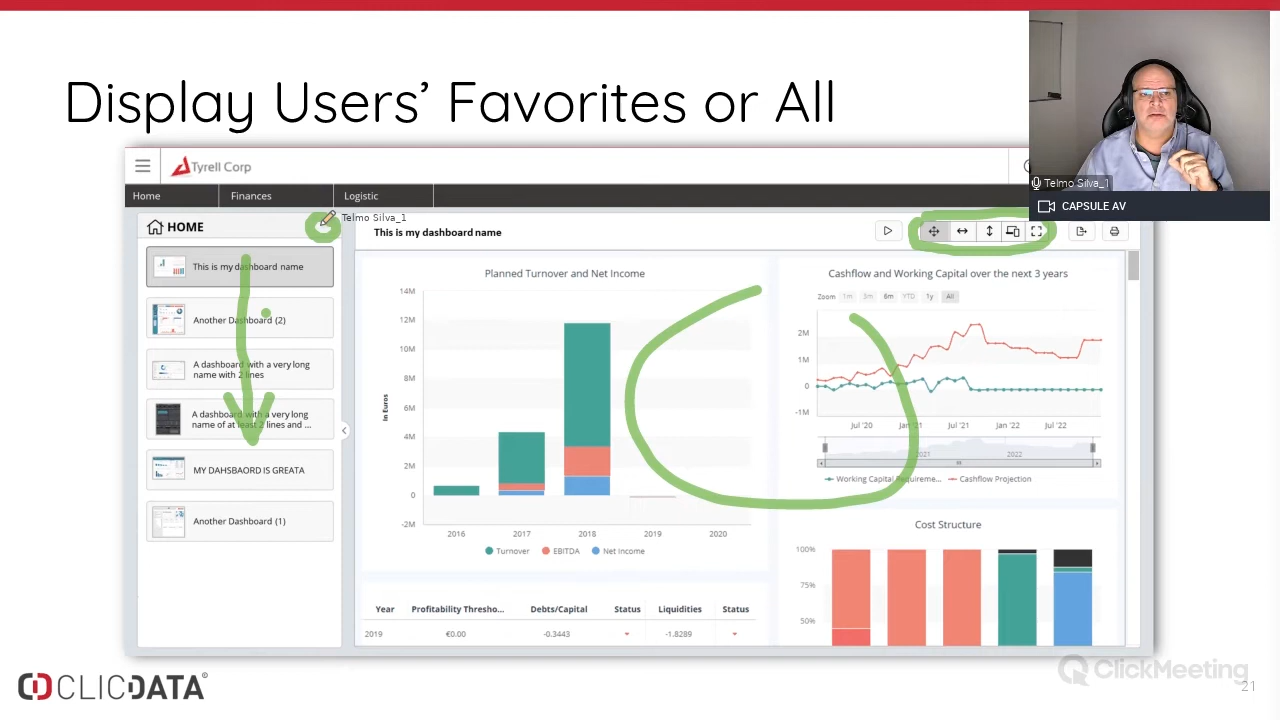 Display Users’ Favorites or All
Telmo Silva_1
CAPSULE AV
Tyrell Corp
Home
Finances
Logistic
HOME
Telmo Silva_1
This is my dashboard name
This is my dashboard name
Another Dashboard (2)
A dashboard with a very long
name with 2 lines
A dashboard with a very long
name of at least 2 lines and ...
MY DAHSBAORD IS GREATA
Another Dashboard (1)
Planned Turnover and Net Income
14M
12M
10M
8M
6M
4M
2M
0
-2M
In Euros
2016
2017
2018
2019
2020
Turnover
EBITDA
Net Income
Cashflow and Working Capital over the next 3 years
Zoom
1m
3m
6m
YTD
1y
All
2M
1M
0
-1M
Jul '20
Jan '21
Jul '21
Jan '22
Jul '22
2021
2022
Working Capital Requireme...
Cashflow Projection
Year
Profitability Thresho...
Debts/Capital
Status
Liquidities
Status
2019
€0.00
-0.3443
-1.8289
Cost Structure
100%
75%
50%
CLICDATA
ClickMeeting
21